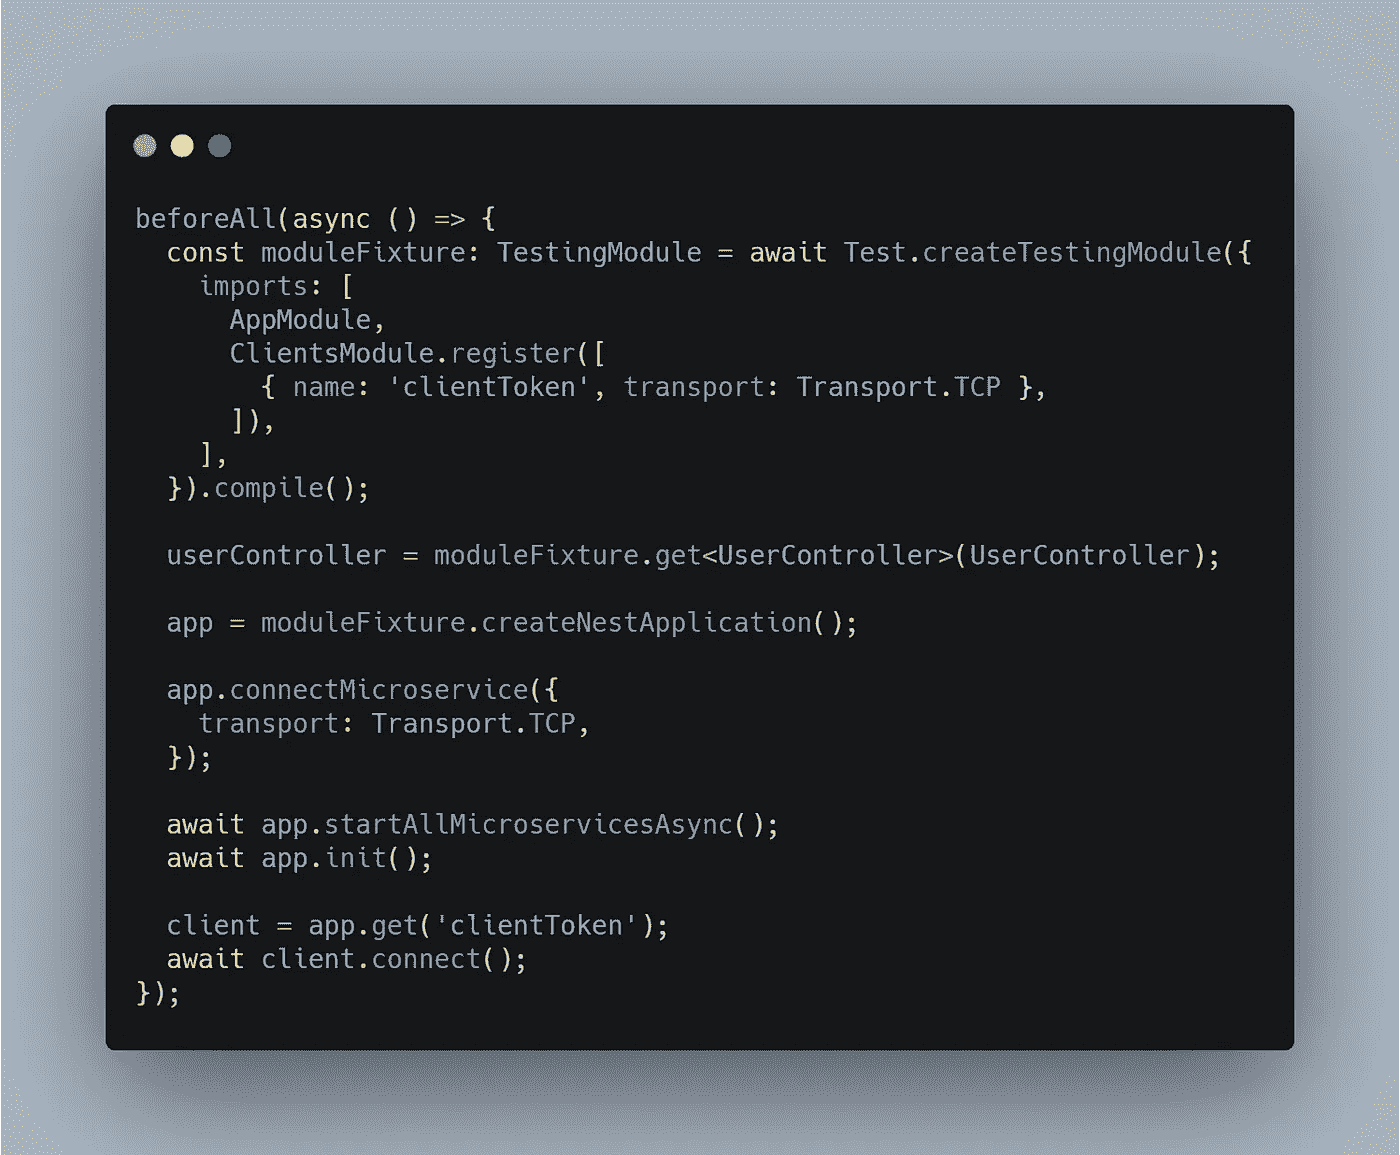 beforeAll(async () => {
  const moduleFixture: TestingModule = await Test.createTestingModule({
    imports: [
      AppModule,
      ClientsModule.register([
        { name: 'clientToken', transport: Transport.TCP },
      ]),
    ],
  }).compile();

  userController = moduleFixture.get<UserController>(UserController);

  app = moduleFixture.createNestApplication();

  app.connectMicroservice({
    transport: Transport.TCP,
  });

  await app.startAllMicroservicesAsync();
  await app.init();

  client = app.get('clientToken');
  await client.connect();
});